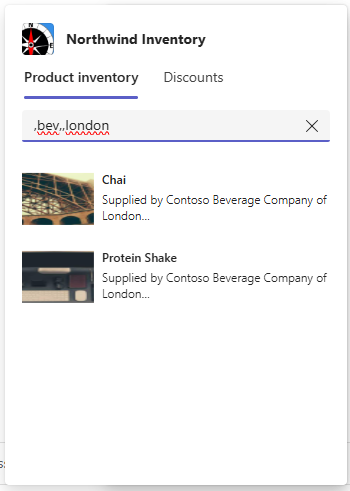 Northwind Inventory
Product inventory Discounts
,bev,,london
Chai
Supplied by Contoso Beverage Company of
London...
Protein Shake
Supplied by Contoso Beverage Company of
London...